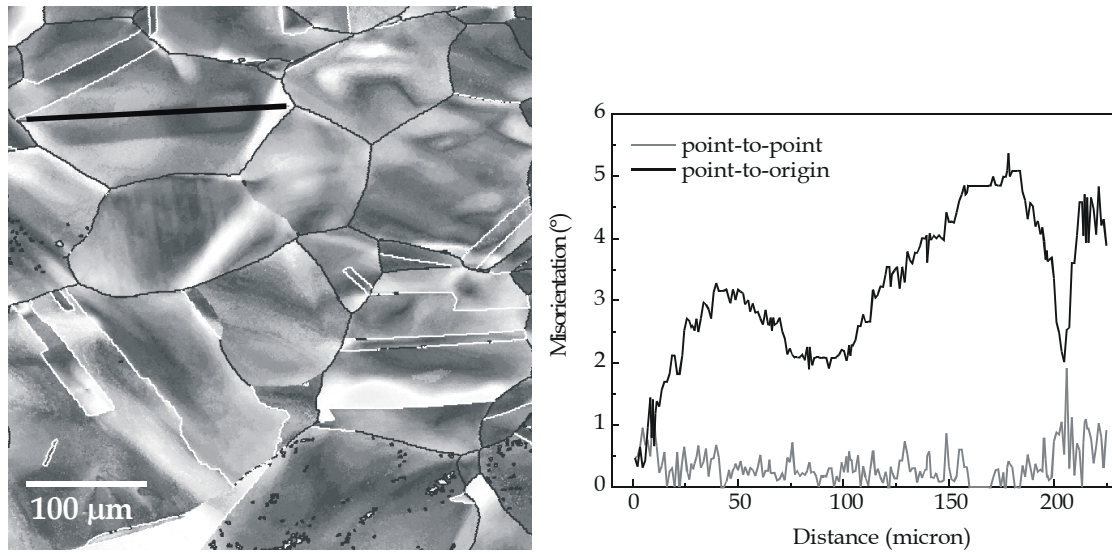 100 μm
6
5
4
3
2
1
0
0
50
100
150
200
Misorientation (°)
point-to-point
point-to-origin
Distance (micron)